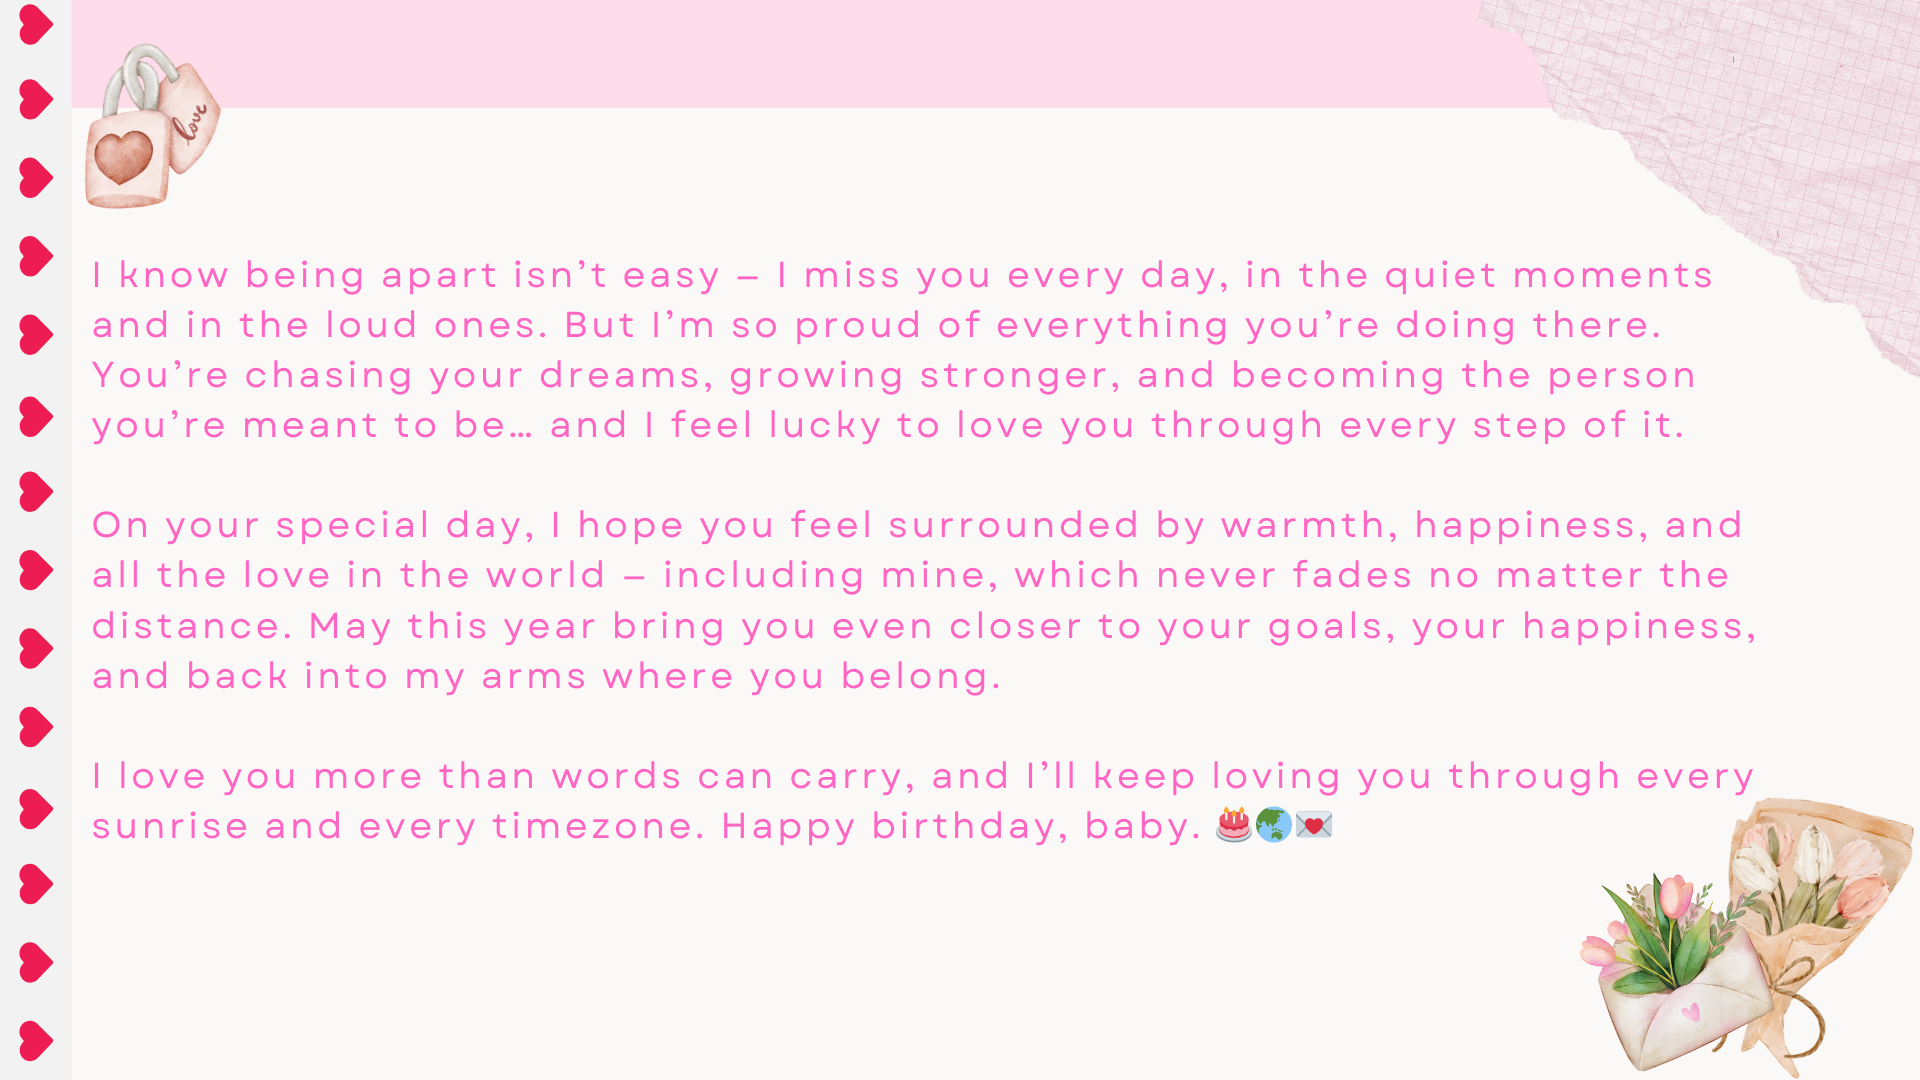 love
I know being apart isn’t easy — I miss you every day, in the quiet moments
and in the loud ones. But I’m so proud of everything you’re doing there.
You’re chasing your dreams, growing stronger, and becoming the person
you’re meant to be… and I feel lucky to love you through every step of it.
On your special day, I hope you feel surrounded by warmth, happiness, and
all the love in the world — including mine, which never fades no matter the
distance. May this year bring you even closer to your goals, your happiness,
and back into my arms where you belong.
I love you more than words can carry, and I’ll keep loving you through every
sunrise and every timezone. Happy birthday, baby. 🎂🌏💌